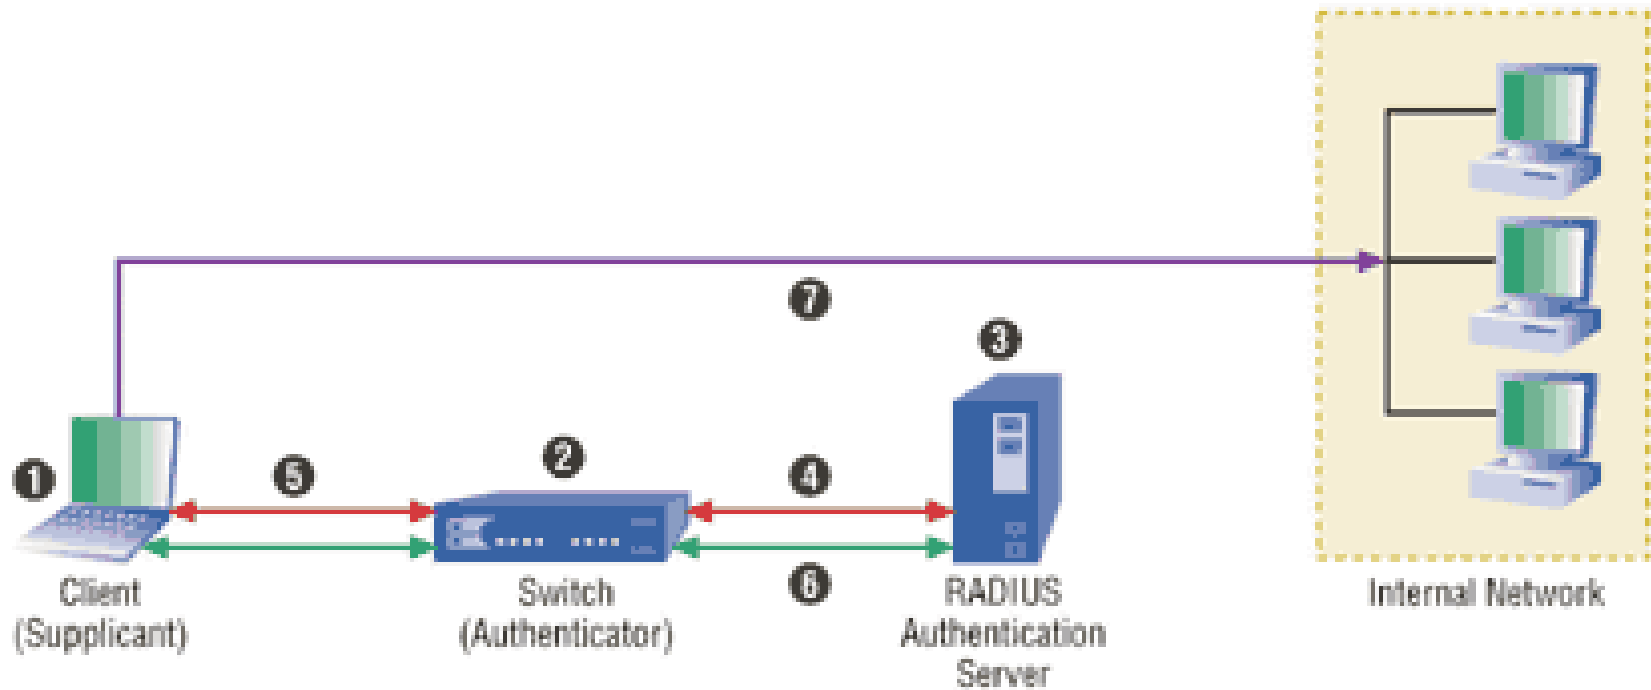 7
3
1
5
2
4
6
Client
(Supplicant)
Switch
(Authenticator)
RADIUS
Authentication
Server
Internal Network